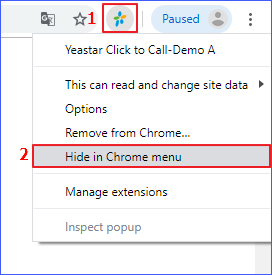 1
Paused
Yeastar Click to Call-Demo A
This can read and change site data
Options
Remove from Chrome...
2 Hide in Chrome menu
Manage extensions
Inspect popup